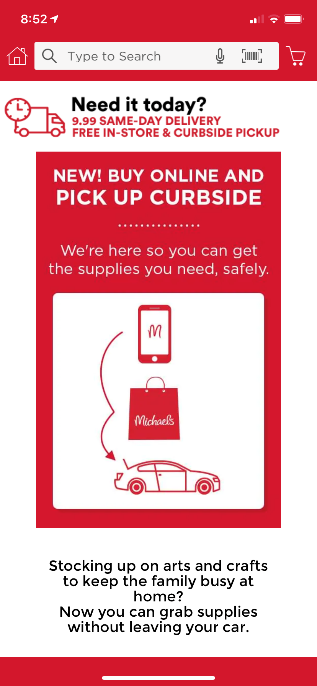 8:52
Type to Search
Need it today?
9.99 SAME-DAY DELIVERY
FREE IN-STORE & CURBSIDE PICKUP
NEW! BUY ONLINE AND
PICK UP CURBSIDE
We're here so you can get
the supplies you need, safely.
M
Michaels
Stocking up on arts and crafts
to keep the family busy at
home?
Now you can grab supplies
without leaving your car.